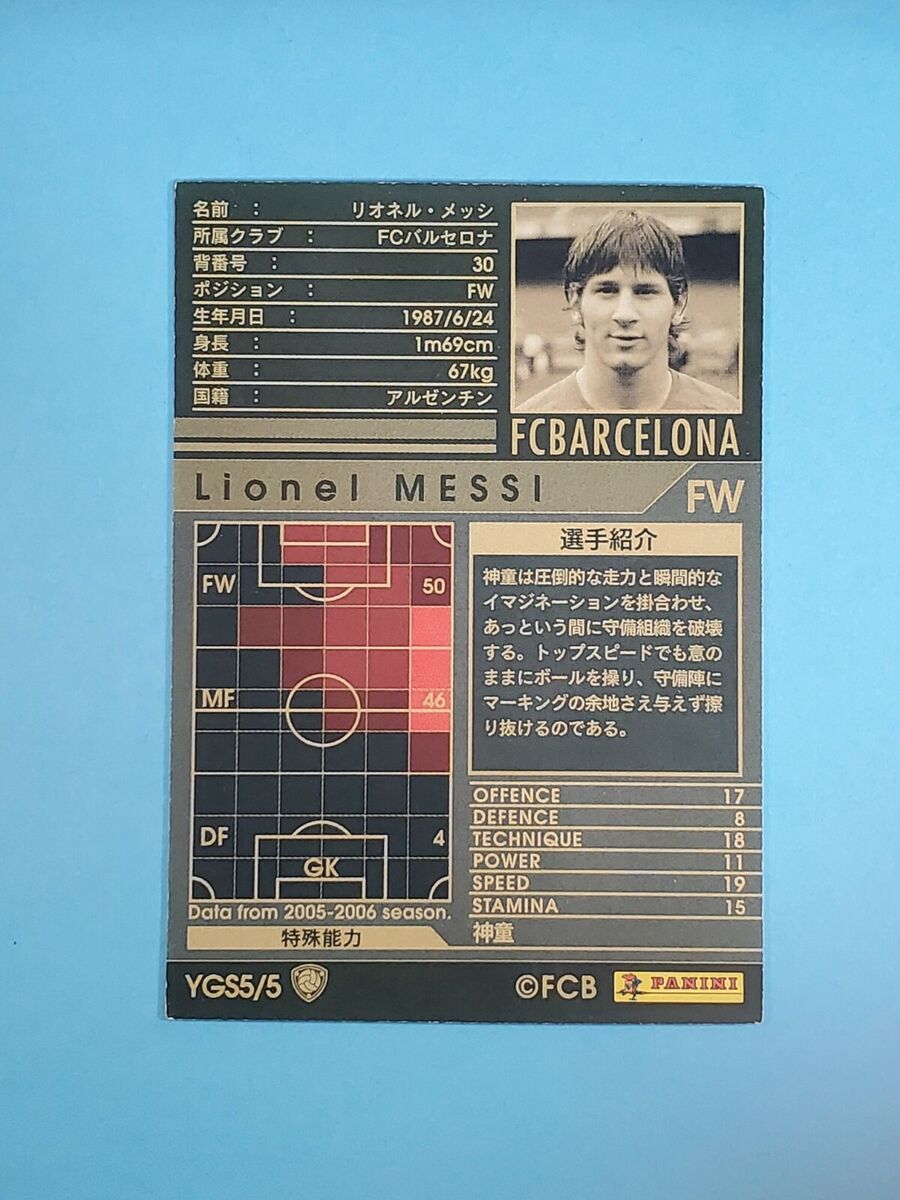 名前 : リオネル・メッシ
所属クラブ : FCバルセロナ
背番号 : 30
ポジション : FW
生年月日 : 1987/6/24
身長 : 1m69cm
体重 : 67kg
国籍 : アルゼンチン
FCBARCELONA
Lionel MESSI
FW
FW 50
MF 46
DF 4
GK
Data from 2005-2006 season.
選手紹介
神童は圧倒的な走力と瞬間的な
イマジネーションを掛合わせ、
あっという間に守備組織を破壊
する。トップスピードでも意の
ままにボールを操り、守備陣に
マーキングの余地さえ与えず擦
り抜けるのである。
OFFENCE 17
DEFENCE 8
TECHNIQUE 18
POWER 11
SPEED 19
STAMINA 15
特殊能力 神童
YGS5/5 ©FCB PANINI